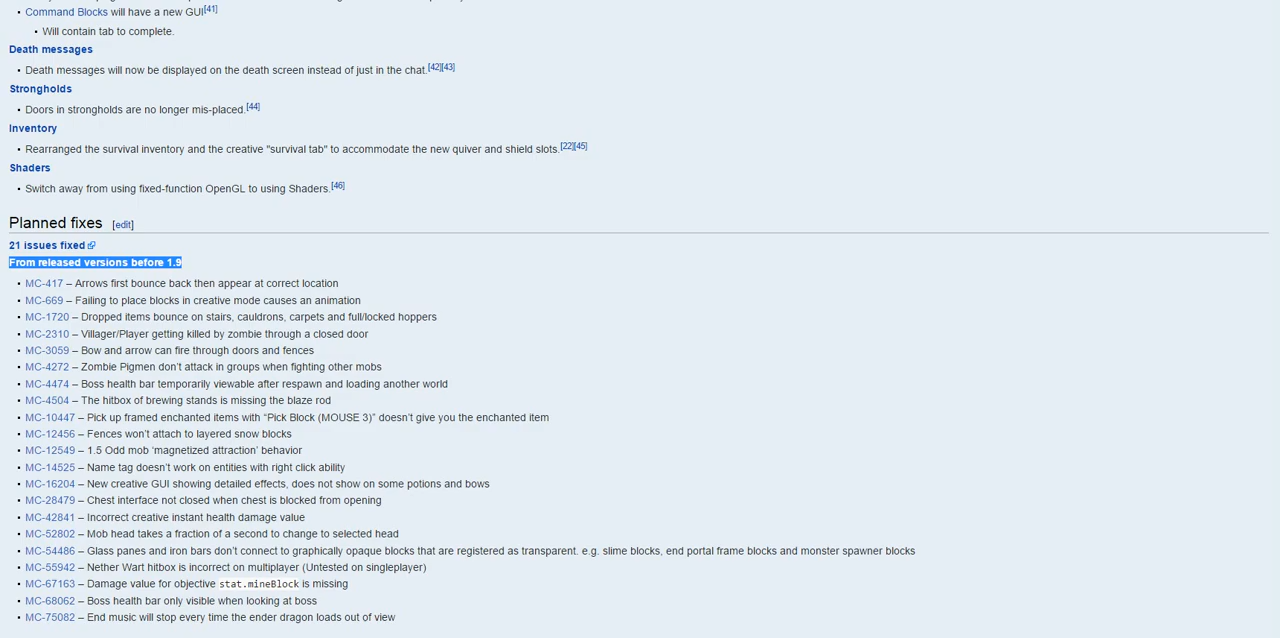 Command Blocks will have a new GUI[41]
Will contain tab to complete.
Death messages
Death messages will now be displayed on the death screen instead of just in the chat.[42][43]
Strongholds
Doors in strongholds are no longer mis-placed.[44]
Inventory
Rearranged the survival inventory and the creative "survival tab" to accommodate the new quiver and shield slots.[22][45]
Shaders
Switch away from using fixed-function OpenGL to using Shaders.[46]
Planned fixes [edit]
21 issues fixed
From released versions before 1.9
MC-417 – Arrows first bounce back then appear at correct location
MC-669 – Failing to place blocks in creative mode causes an animation
MC-1720 – Dropped items bounce on stairs, cauldrons, carpets and full/locked hoppers
MC-2310 – Villager/Player getting killed by zombie through a closed door
MC-3059 – Bow and arrow can fire through doors and fences
MC-4272 – Zombie Pigmen don’t attack in groups when fighting other mobs
MC-4474 – Boss health bar temporarily viewable after respawn and loading another world
MC-4504 – The hitbox of brewing stands is missing the blaze rod
MC-10447 – Pick up framed enchanted items with “Pick Block (MOUSE 3)” doesn’t give you the enchanted item
MC-12456 – Fences won’t attach to layered snow blocks
MC-12549 – 1.5 Odd mob ‘magnetized attraction’ behavior
MC-14525 – Name tag doesn’t work on entities with right click ability
MC-16204 – New creative GUI showing detailed effects, does not show on some potions and bows
MC-28479 – Chest interface not closed when chest is blocked from opening
MC-42841 – Incorrect creative instant health damage value
MC-52802 – Mob head takes a fraction of a second to change to selected head
MC-54486 – Glass panes and iron bars don’t connect to graphically opaque blocks that are registered as transparent. e.g. slime blocks, end portal frame blocks and monster spawner blocks
MC-55942 – Nether Wart hitbox is incorrect on multiplayer (Untested on singleplayer)
MC-67163 – Damage value for objective stat.mineBlock is missing
MC-68062 – Boss health bar only visible when looking at boss
MC-75082 – End music will stop every time the ender dragon loads out of view